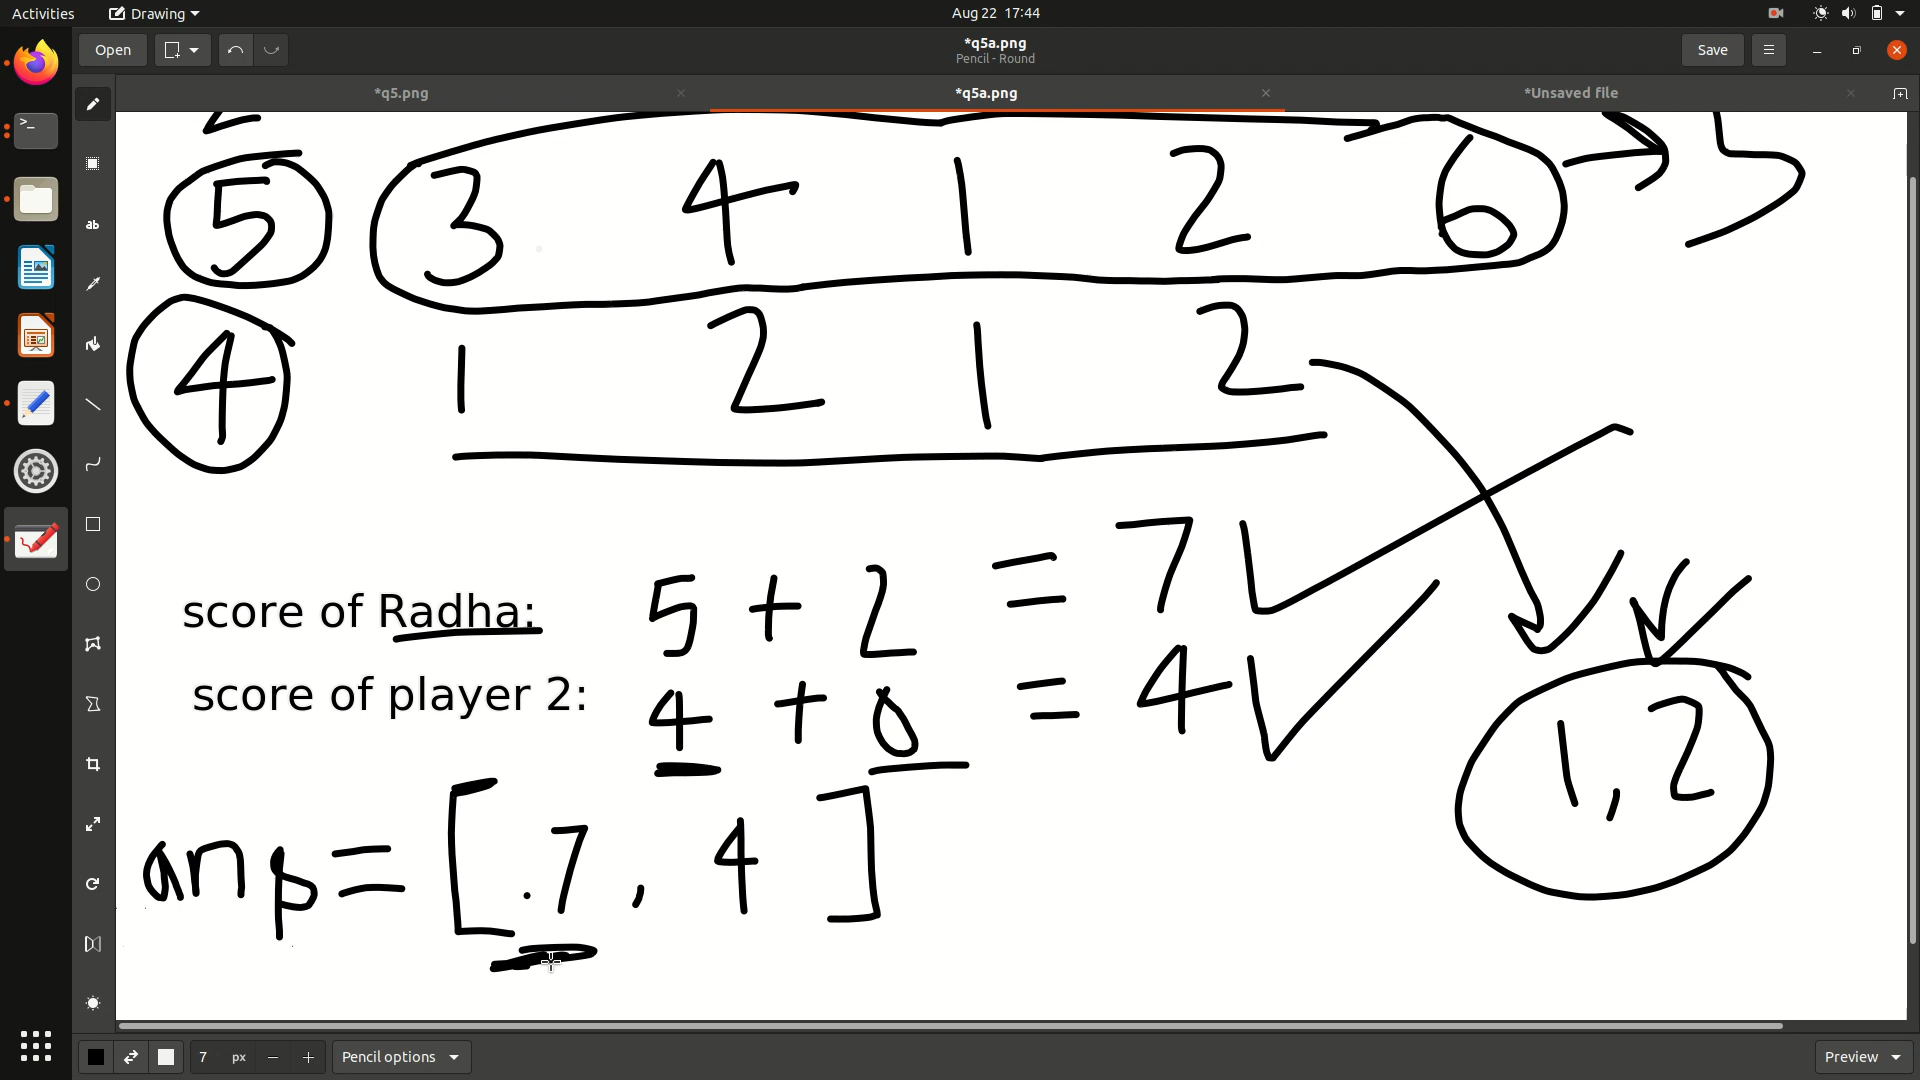 Activities Drawing Aug 22 17:44
Open *q5a.png Save
Pencil - Round
*q5.png *q5a.png *Unsaved file
5 3 4 1 2 6
4 1 2 1 2
score of Radha: 5 + 2 = 7
score of player 2: 4 + 0 = 4
1, 2
ans = [.7, 4]
7 px − + Pencil options Preview